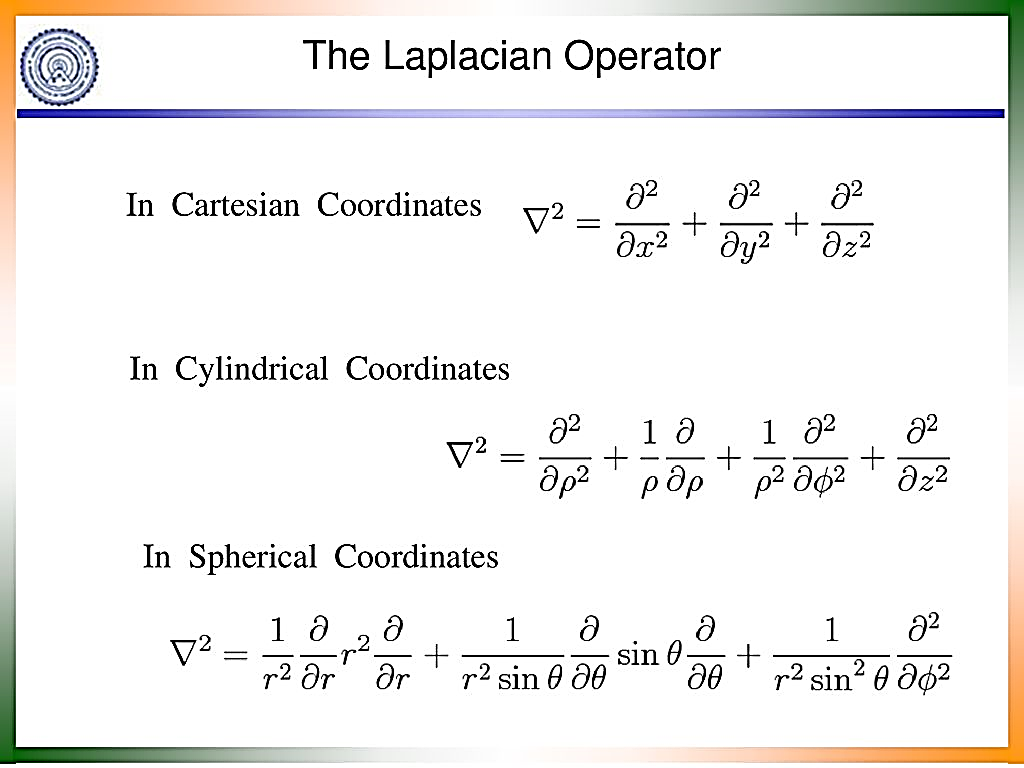 The Laplacian Operator
In Cartesian Coordinates ∇² = ∂²/∂x² + ∂²/∂y² + ∂²/∂z²
In Cylindrical Coordinates
∇² = ∂²/∂ρ² + 1/ρ ∂/∂ρ + 1/ρ² ∂²/∂ϕ² + ∂²/∂z²
In Spherical Coordinates
∇² = 1/r² ∂/∂r r² ∂/∂r + 1/(r² sin θ) ∂/∂θ sin θ ∂/∂θ + 1/(r² sin² θ) ∂²/∂ϕ²